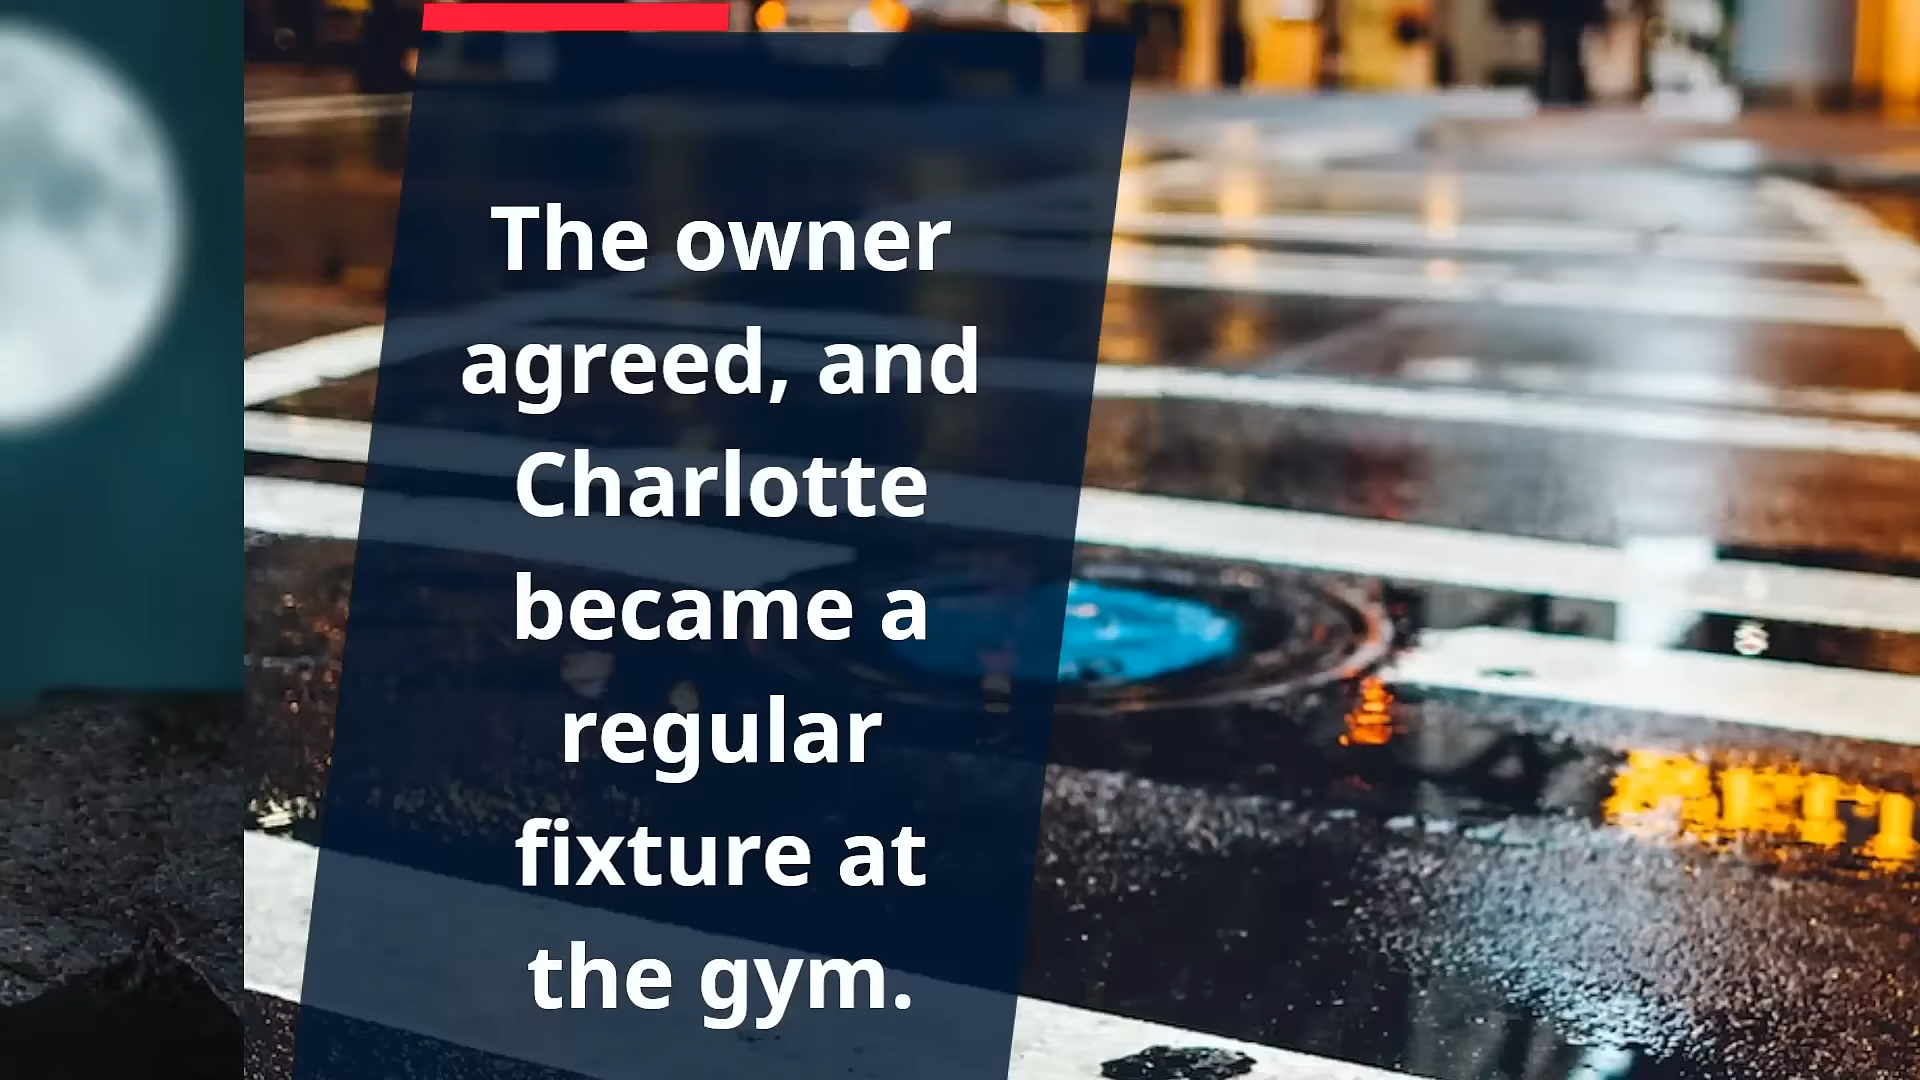 The owner
agreed, and
Charlotte
became a
regular
fixture at
the gym.